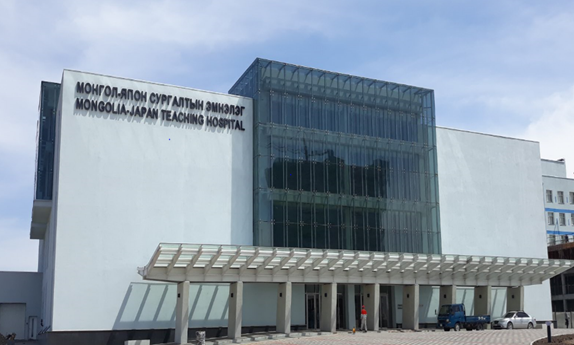 МОНГОЛ-ЯПОН СУРГАЛТЫН ЭМНЭЛЭГ
MONGOLIA-JAPAN TEACHING HOSPITAL